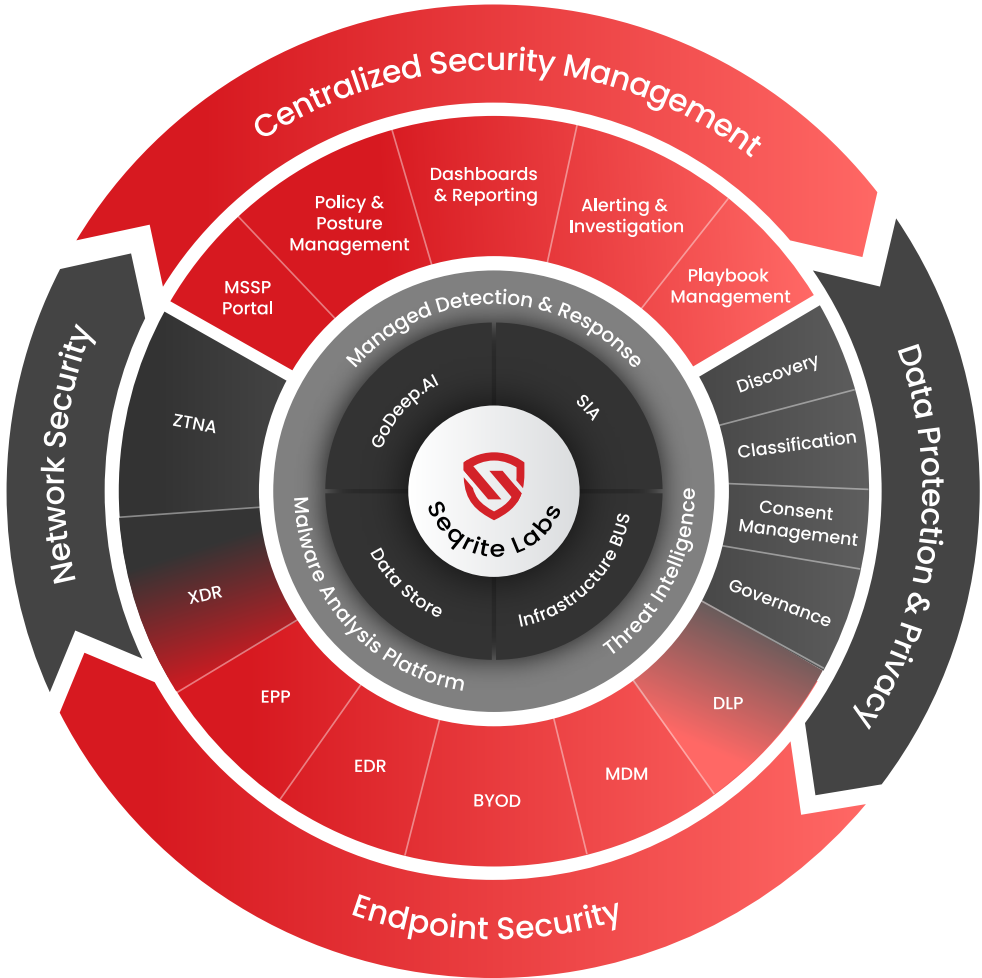 Centralized Security Management
Data Protection & Privacy
Endpoint Security
Network Security
MSSP
Portal
Policy &
Posture
Management
Dashboards
& Reporting
Alerting &
Investigation
Playbook
Management
Discovery
Classification
Consent
Management
Governance
DLP
MDM
BYOD
EDR
EPP
XDR
ZTNA
Managed Detection & Response
Threat Intelligence
Malware Analysis Platform
GoDeep.AI
SIA
Infrastructure BUS
Data Store
Seqrite Labs